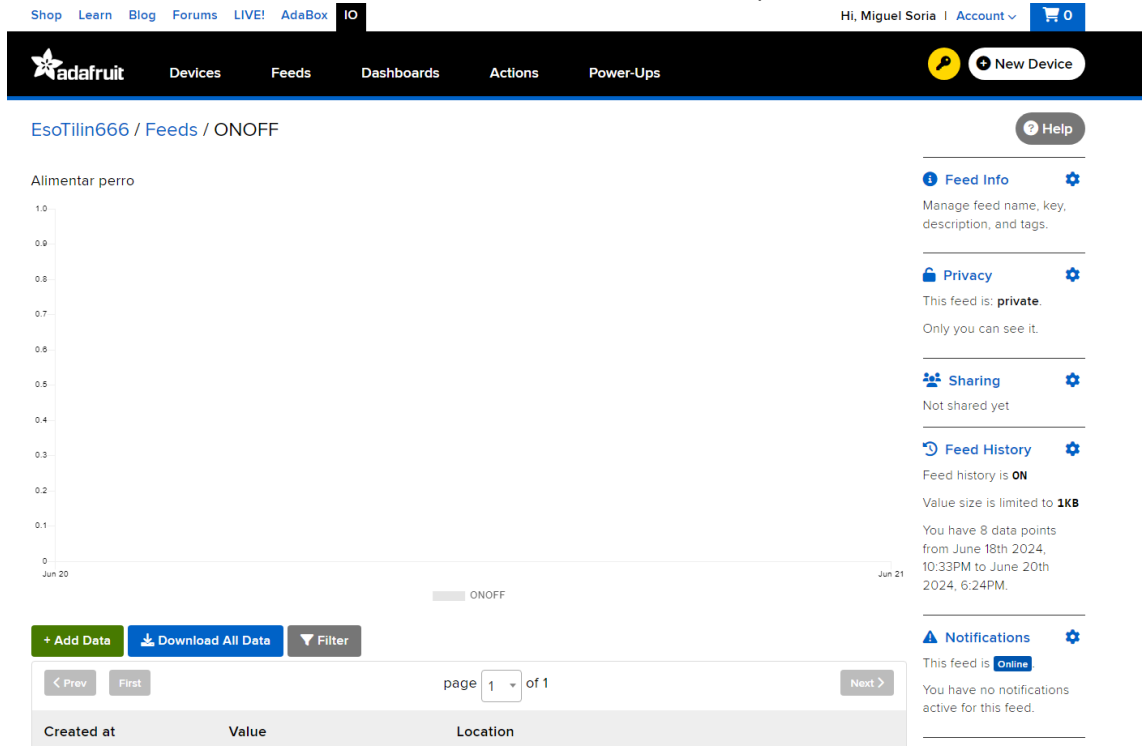 Shop Learn Blog Forums LIVE! AdaBox IO
Hi, Miguel Soria | Account
0
adafruit
Devices Feeds Dashboards Actions Power-Ups
New Device
EsoTilin666 / Feeds / ONOFF
Help
Alimentar perro
1.0
0.9
0.8
0.7
0.6
0.5
0.4
0.3
0.2
0.1
0
Jun 20
Jun 21
ONOFF
+ Add Data
Download All Data
Filter
< Prev
First
page 1 of 1
Next >
Created at Value Location
Feed Info
Manage feed name, key,
description, and tags.
Privacy
This feed is: private.
Only you can see it.
Sharing
Not shared yet
Feed History
Feed history is ON
Value size is limited to 1KB
You have 8 data points
from June 18th 2024,
10:33PM to June 20th
2024, 6:24PM.
Notifications
This feed is Online.
You have no notifications
active for this feed.